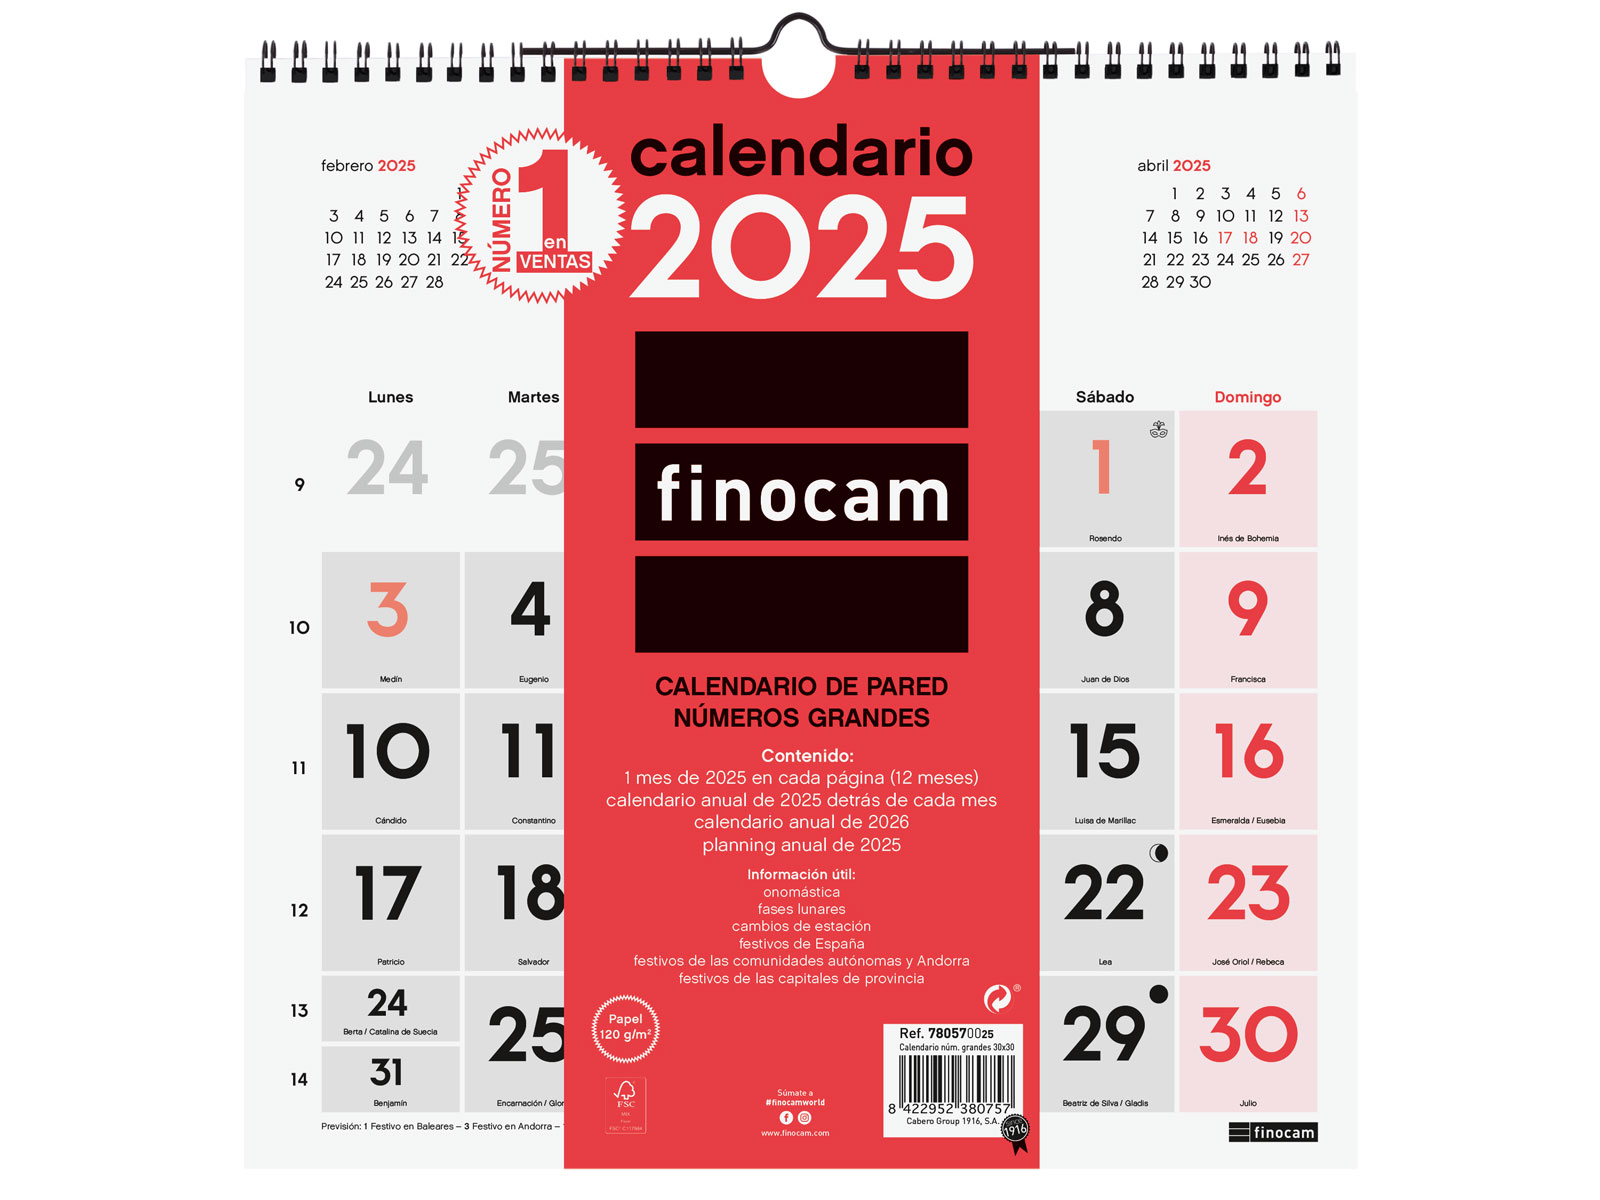 febrero 2025
3 4 5 6 7
10 11 12 13 14 15
17 18 19 20 21 22
24 25 26 27 28
NÚMERO
1
en
VENTAS
calendario
2025
abril 2025
1 2 3 4 5 6
7 8 9 10 11 12 13
14 15 16 17 18 19 20
21 22 23 24 25 26 27
28 29 30
finocam
CALENDARIO DE PARED
NÚMEROS GRANDES
Contenido:
1 mes de 2025 en cada página (12 meses)
calendario anual de 2025 detrás de cada mes
calendario anual de 2026
planning anual de 2025
Información útil:
onomástica
fases lunares
cambios de estación
festivos de España
festivos de las comunidades autónomas y Andorra
festivos de las capitales de provincia
Papel
120 g/m²
FSC
Súmate a
#finocamworld
www.finocam.com
®
Ref. 780570025
Calendario núm. grandes 30x30
8 422952 380757
Cabero Group 1916, S.A.
since
1916
Lunes Martes Sábado Domingo
9 24 25 1 2
Rosendo Inés de Bohemia
10 3 4 8 9
Medín Eugenio Juan de Dios Francisca
11 10 11 15 16
Cándido Constantino Luisa de Marillac Esmeralda / Eusebia
12 17 18 22 23
Patricio Salvador Lea José Oriol / Rebeca
13 24 25 29 30
Berta / Catalina de Suecia
14 31
Benjamín Encarnación / Beatriz de Silva / Gladis Julio
Previsión: 1 Festivo en Baleares – 3 Festivo en Andorra –
finocam